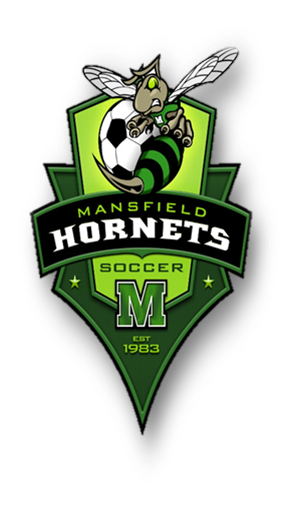 M
MANSFIELD
HORNETS
SOCCER
M
EST
1983